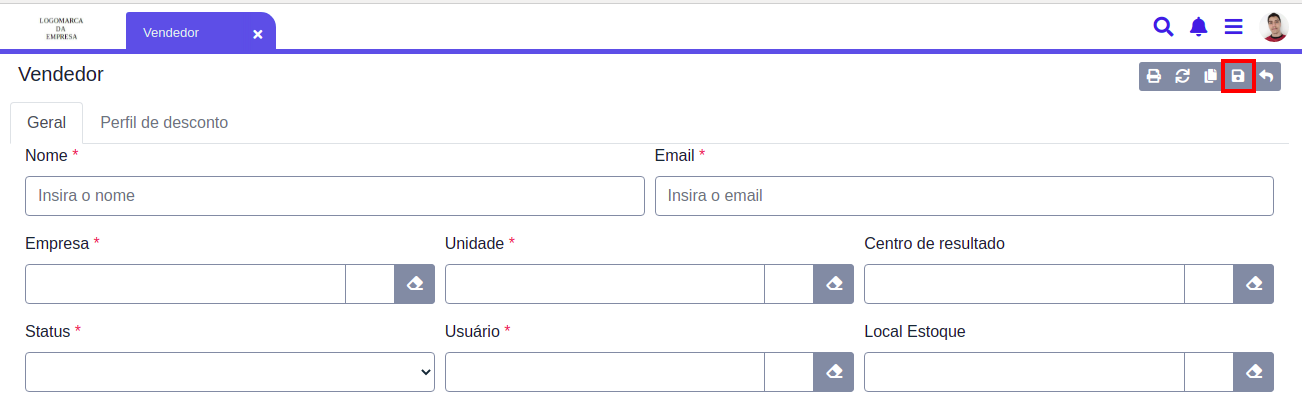 LOGOMARCA
DA
EMPRESA
Vendedor
Vendedor
Geral
Perfil de desconto
Nome *
Email *
Insira o nome
Insira o email
Empresa *
Unidade *
Centro de resultado
Status *
Usuário *
Local Estoque